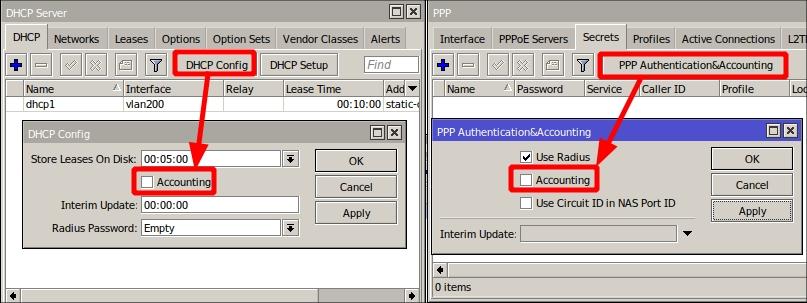 DHCP Server
DHCP Networks Leases Options Option Sets Vendor Classes Alerts
DHCP Config DHCP Setup Find
Name Interface Relay Lease Time Add
dhcp1 vlan200 00:10:00 static-c
DHCP Config
Store Leases On Disk: 00:05:00 OK
Accounting Cancel
Interim Update: 00:00:00
Apply
Radius Password: Empty
PPP
Interface PPPoE Servers Secrets Profiles Active Connections L2T
PPP Authentication&Accounting
Name Password Service Caller ID Profile Loc
PPP Authentication&Accounting
Use Radius OK
Accounting Cancel
Use Circuit ID in NAS Port ID Apply
Interim Update:
0 items